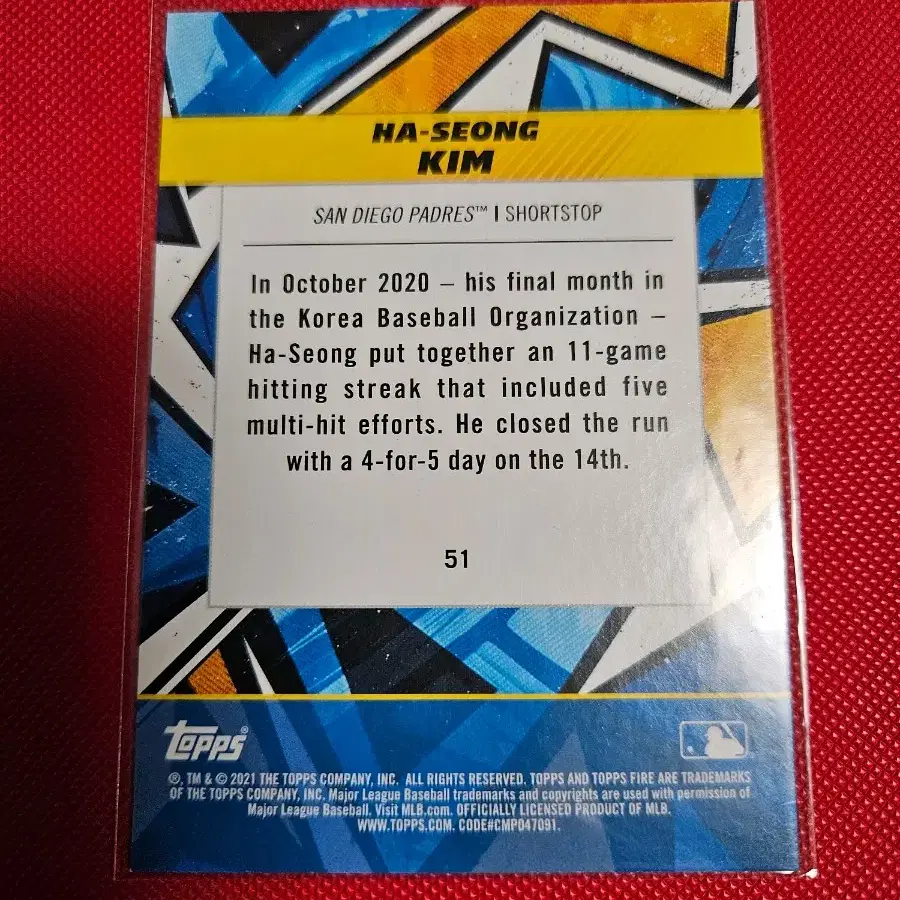 HA-SEONG
KIM
SAN DIEGO PADRES™ | SHORTSTOP
In October 2020 – his final month in
the Korea Baseball Organization –
Ha-Seong put together an 11-game
hitting streak that included five
multi-hit efforts. He closed the run
with a 4-for-5 day on the 14th.
51
Topps®
®, TM & © 2021 THE TOPPS COMPANY, INC. ALL RIGHTS RESERVED. TOPPS AND TOPPS FIRE ARE TRADEMARKS
OF THE TOPPS COMPANY, INC. Major League Baseball trademarks and copyrights are used with permission of
Major League Baseball. Visit MLB.com. OFFICIALLY LICENSED PRODUCT OF MLB.
WWW.TOPPS.COM. CODE#CMP047091.